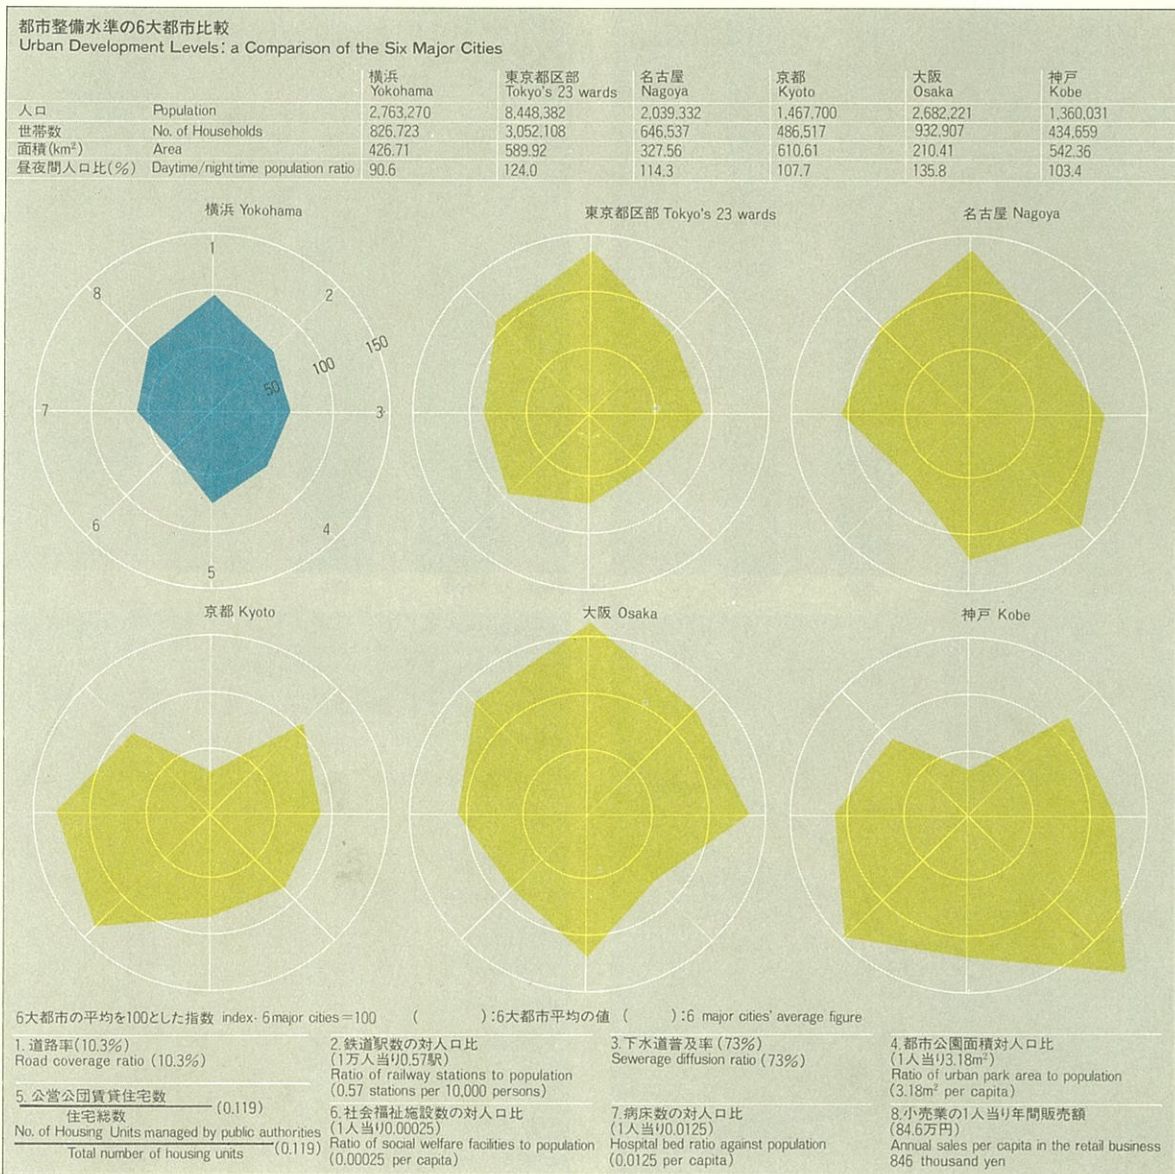 都市整備水準の6大都市比較
Urban Development Levels: a Comparison of the Six Major Cities
横浜 東京都区部 名古屋 京都 大阪 神戸
Yokohama Tokyo's 23 wards Nagoya Kyoto Osaka Kobe
人口 Population 2,763,270 8,448,382 2,039,332 1,467,700 2,682,221 1,360,031
世帯数 No. of Households 826,723 3,052,108 646,537 486,517 932,907 434,659
面積(km²) Area 426.71 589.92 327.56 610.61 210.41 542.36
昼夜間人口比(%) Daytime/night time population ratio 90.6 124.0 114.3 107.7 135.8 103.4
横浜 Yokohama
1
2
3
4
5
6
7
8
50
100
150
東京都区部 Tokyo's 23 wards
名古屋 Nagoya
京都 Kyoto
大阪 Osaka
神戸 Kobe
6大都市の平均を100とした指数 index· 6 major cities=100 ( ):6大都市平均の値 ( ):6 major cities' average figure
1. 道路率(10.3%)
Road coverage ratio (10.3%)
2. 鉄道駅数の対人口比
(1万人当り0.57駅)
Ratio of railway stations to population
(0.57 stations per 10,000 persons)
3. 下水道普及率(73%)
Sewerage diffusion ratio (73%)
4. 都市公園面積対人口比
(1人当り3.18m²)
Ratio of urban park area to population
(3.18m² per capita)
5. 公営公団賃貸住宅数
住宅総数
(0.119)
No. of Housing Units managed by public authorities
Total number of housing units
(0.119)
6. 社会福祉施設数の対人口比
(1人当り0.00025)
Ratio of social welfare facilities to population
(0.00025 per capita)
7. 病床数の対人口比
(1人当り0.0125)
Hospital bed ratio against population
(0.0125 per capita)
8. 小売業の1人当り年間販売額
(84.6万円)
Annual sales per capita in the retail business
846 thousand yen